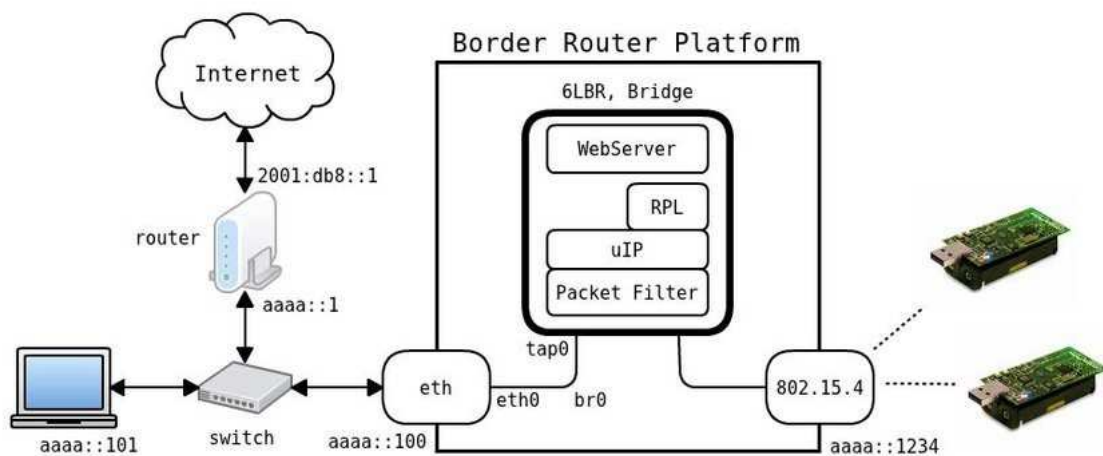 Border Router Platform
Internet
6LBR, Bridge
WebServer
2001:db8::1
RPL
router
uIP
Packet Filter
aaaa::1
tap0
eth
802.15.4
eth0
br0
switch
aaaa::101
aaaa::100
aaaa::1234